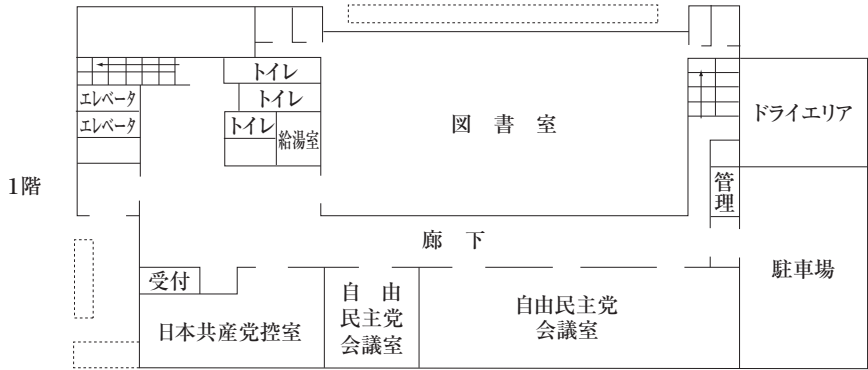 1階
トイレ
トイレ
トイレ
給湯室
エレベータ
エレベータ
図 書 室
ドライエリア
管
理
廊 下
駐車場
受付
日本共産党控室
自 由
民主党
会議室
自由民主党
会議室